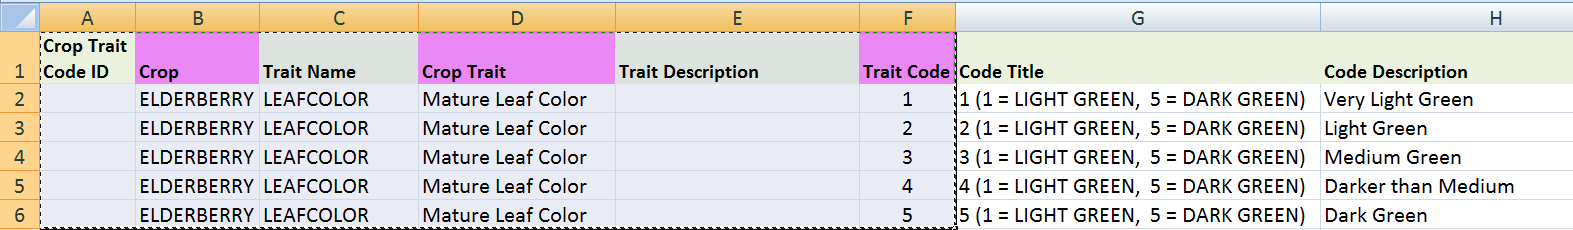 A B C D E F G H
Crop Trait
1 Code ID Crop Trait Name Crop Trait Trait Description Trait Code Code Title Code Description
2 ELDERBERRY LEAFCOLOR Mature Leaf Color 1 1 (1 = LIGHT GREEN, 5 = DARK GREEN) Very Light Green
3 ELDERBERRY LEAFCOLOR Mature Leaf Color 2 2 (1 = LIGHT GREEN, 5 = DARK GREEN) Light Green
4 ELDERBERRY LEAFCOLOR Mature Leaf Color 3 3 (1 = LIGHT GREEN, 5 = DARK GREEN) Medium Green
5 ELDERBERRY LEAFCOLOR Mature Leaf Color 4 4 (1 = LIGHT GREEN, 5 = DARK GREEN) Darker than Medium
6 ELDERBERRY LEAFCOLOR Mature Leaf Color 5 5 (1 = LIGHT GREEN, 5 = DARK GREEN) Dark Green